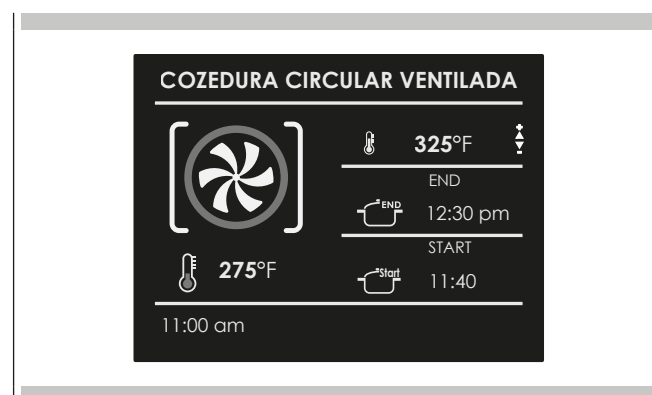 COZEDURA CIRCULAR VENTILADA
325°F
END
END 12:30 pm
START
Start 11:40
275°F
11:00 am